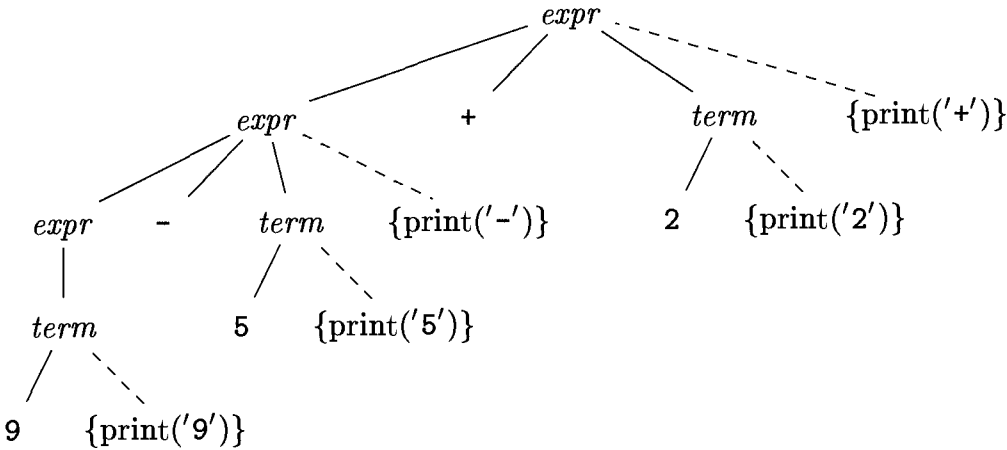 expr
expr + term {print('+')}
expr - term {print('-')} 2 {print('2')}
term 5 {print('5')}
9 {print('9')}